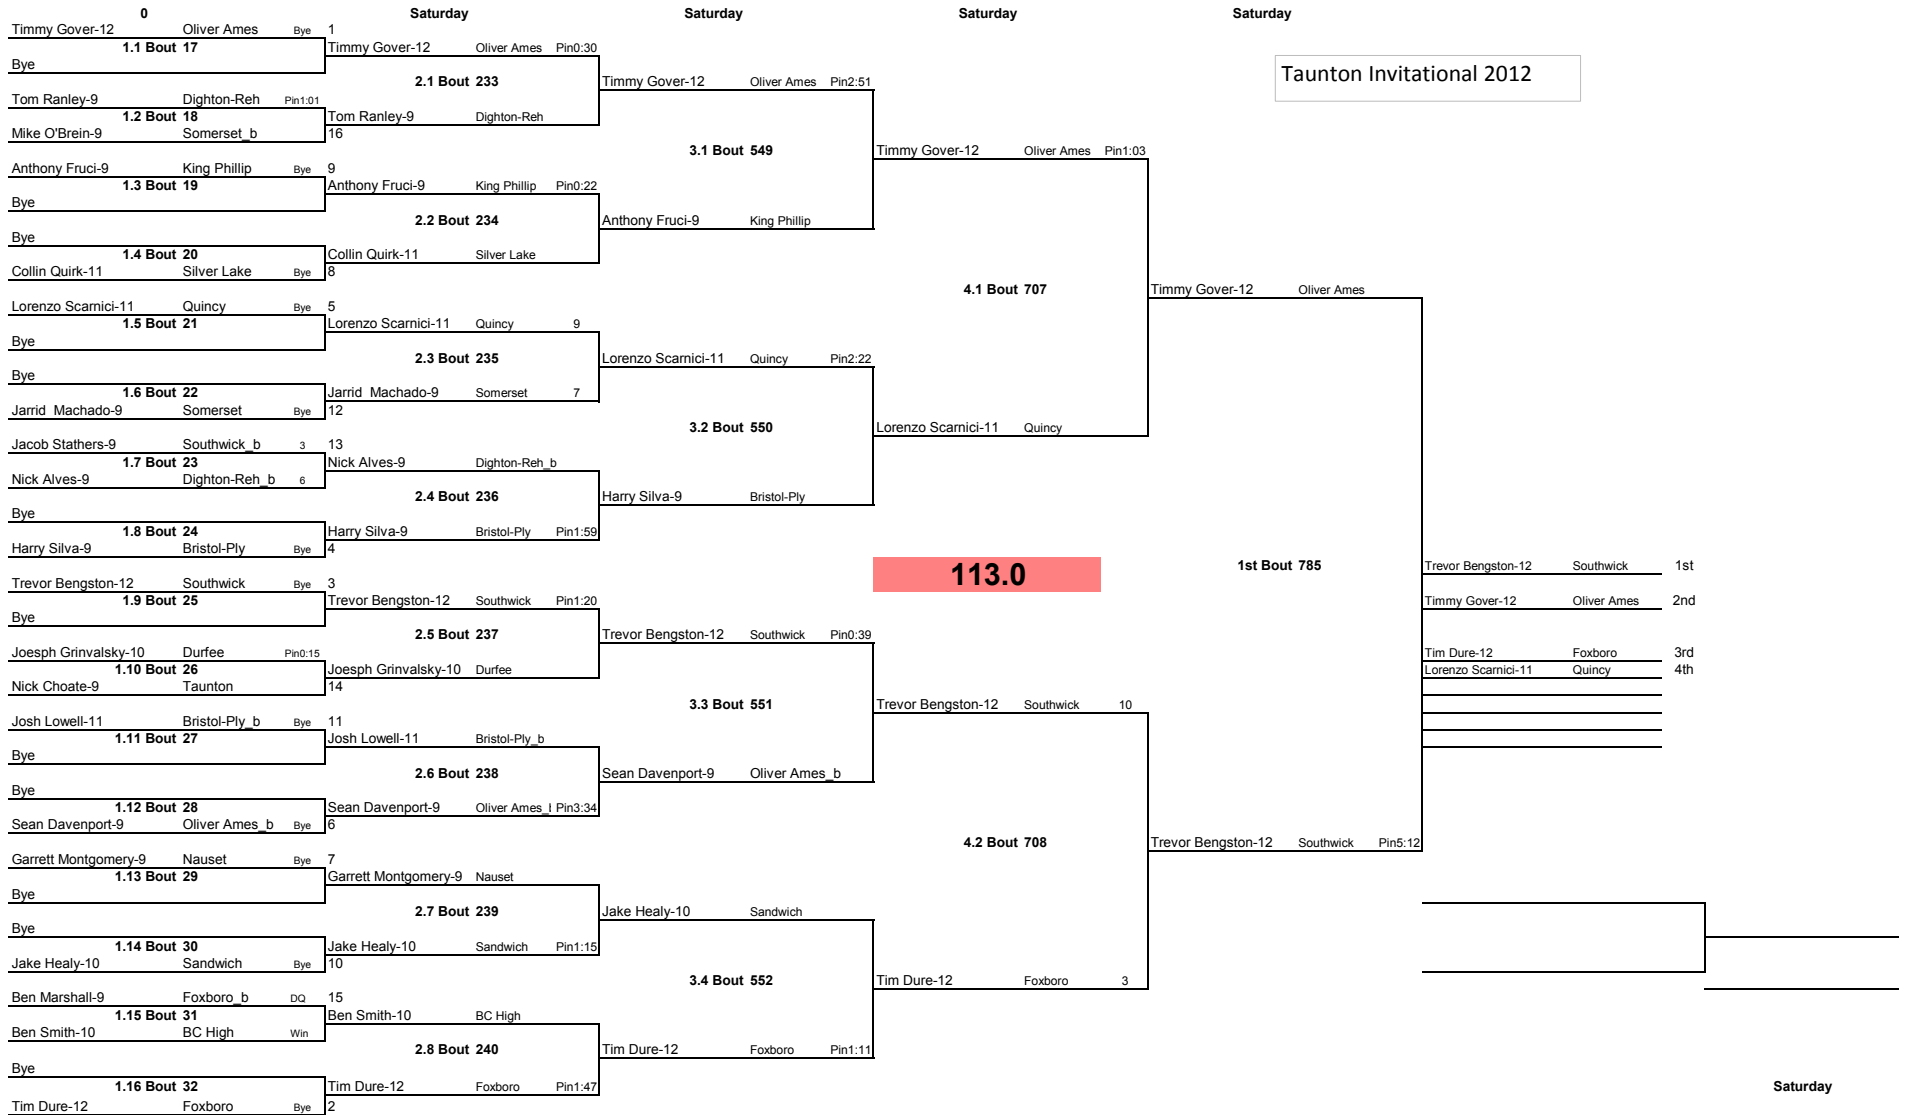 0 Saturday Saturday Saturday Saturday
Timmy Gover-12 Oliver Ames Bye 1
1.1 Bout 17 Timmy Gover-12 Oliver Ames Pin0:30
Bye
2.1 Bout 233 Timmy Gover-12 Oliver Ames Pin2:51
Taunton Invitational 2012
Tom Ranley-9 Dighton-Reh Pin1:01
1.2 Bout 18 Tom Ranley-9 Dighton-Reh
Mike O'Brein-9 Somerset_b 16
3.1 Bout 549 Timmy Gover-12 Oliver Ames Pin1:03
Anthony Fruci-9 King Phillip Bye 9
1.3 Bout 19 Anthony Fruci-9 King Phillip Pin0:22
Bye
2.2 Bout 234 Anthony Fruci-9 King Phillip
Bye
1.4 Bout 20 Collin Quirk-11 Silver Lake
Collin Quirk-11 Silver Lake Bye 8
4.1 Bout 707 Timmy Gover-12 Oliver Ames
Lorenzo Scarnici-11 Quincy Bye 5
1.5 Bout 21 Lorenzo Scarnici-11 Quincy 9
Bye
2.3 Bout 235 Lorenzo Scarnici-11 Quincy Pin2:22
Bye
1.6 Bout 22 Jarrid Machado-9 Somerset 7
Jarrid Machado-9 Somerset Bye 12
3.2 Bout 550 Lorenzo Scarnici-11 Quincy
Jacob Stathers-9 Southwick_b 3 13
1.7 Bout 23 Nick Alves-9 Dighton-Reh_b
Nick Alves-9 Dighton-Reh_b 6
2.4 Bout 236 Harry Silva-9 Bristol-Ply
Bye
1.8 Bout 24 Harry Silva-9 Bristol-Ply Pin1:59
Harry Silva-9 Bristol-Ply Bye 4
113.0 1st Bout 785 Trevor Bengston-12 Southwick 1st
Trevor Bengston-12 Southwick Bye 3
1.9 Bout 25 Trevor Bengston-12 Southwick Pin1:20
Timmy Gover-12 Oliver Ames 2nd
Bye
2.5 Bout 237 Trevor Bengston-12 Southwick Pin0:39
Joesph Grinvalsky-10 Durfee Pin0:15
Tim Dure-12 Foxboro 3rd
1.10 Bout 26 Joesph Grinvalsky-10 Durfee
Lorenzo Scarnici-11 Quincy 4th
Nick Choate-9 Taunton 14
3.3 Bout 551 Trevor Bengston-12 Southwick 10
Josh Lowell-11 Bristol-Ply_b Bye 11
1.11 Bout 27 Josh Lowell-11 Bristol-Ply_b
Bye
2.6 Bout 238 Sean Davenport-9 Oliver Ames_b
Bye
1.12 Bout 28 Sean Davenport-9 Oliver Ames_ Pin3:34
Sean Davenport-9 Oliver Ames_b Bye 6
4.2 Bout 708 Trevor Bengston-12 Southwick Pin5:12
Garrett Montgomery-9 Nauset Bye 7
1.13 Bout 29 Garrett Montgomery-9 Nauset
Bye
2.7 Bout 239 Jake Healy-10 Sandwich
Bye
1.14 Bout 30 Jake Healy-10 Sandwich Pin1:15
Jake Healy-10 Sandwich Bye 10
3.4 Bout 552 Tim Dure-12 Foxboro 3
Ben Marshall-9 Foxboro_b DQ 15
1.15 Bout 31 Ben Smith-10 BC High
Ben Smith-10 BC High Win
2.8 Bout 240 Tim Dure-12 Foxboro Pin1:11
Bye
1.16 Bout 32 Tim Dure-12 Foxboro Pin1:47
Saturday
Tim Dure-12 Foxboro Bye 2